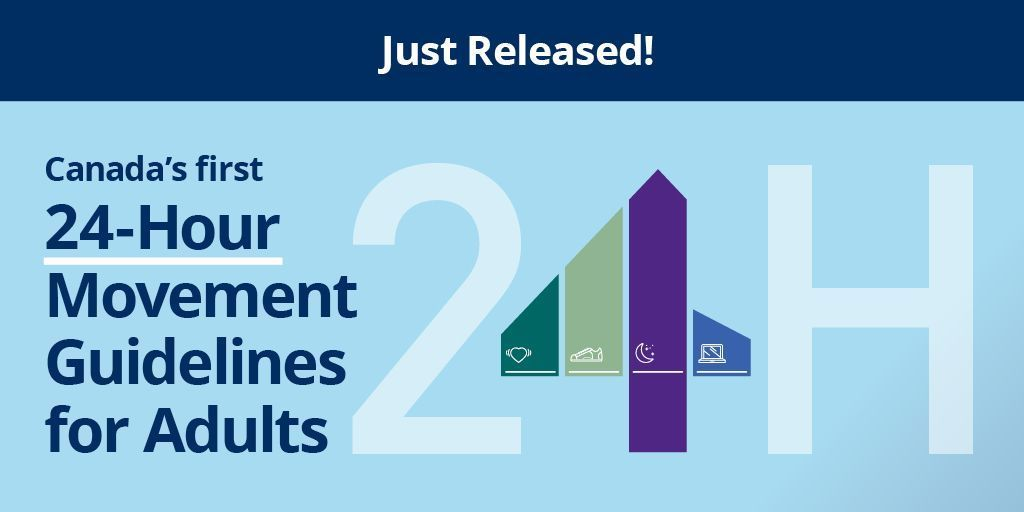 Just Released!
Canada's first
24-Hour
Movement
Guidelines
for Adults
24H